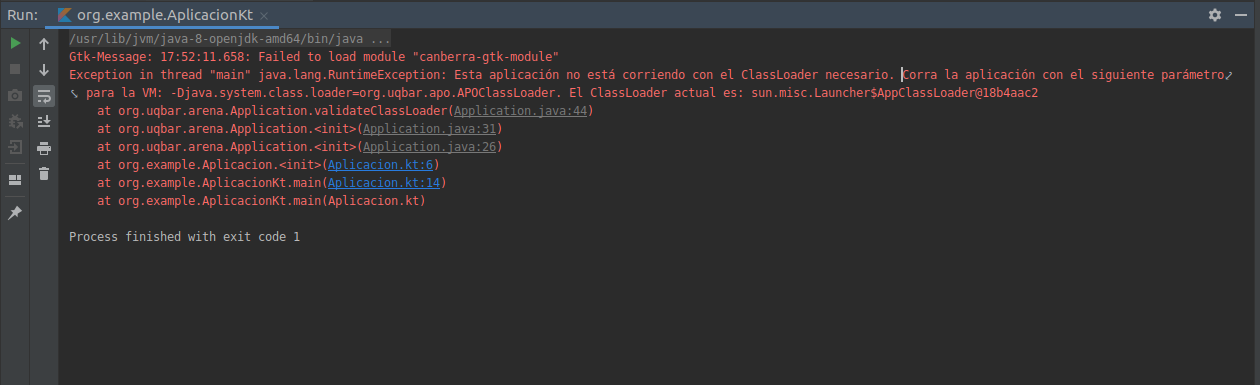 Run: org.example.AplicacionKt
/usr/lib/jvm/java-8-openjdk-amd64/bin/java ...
Gtk-Message: 17:52:11.658: Failed to load module "canberra-gtk-module"
Exception in thread "main" java.lang.RuntimeException: Esta aplicación no está corriendo con el ClassLoader necesario. Corra la aplicación con el siguiente parámetro
para la VM: -Djava.system.class.loader=org.uqbar.apo.APOClassLoader. El ClassLoader actual es: sun.misc.Launcher$AppClassLoader@18b4aac2
at org.uqbar.arena.Application.validateClassLoader(Application.java:44)
at org.uqbar.arena.Application.<init>(Application.java:31)
at org.uqbar.arena.Application.<init>(Application.java:26)
at org.example.Aplicacion.<init>(Aplicacion.kt:6)
at org.example.AplicacionKt.main(Aplicacion.kt:14)
at org.example.AplicacionKt.main(Aplicacion.kt)
Process finished with exit code 1